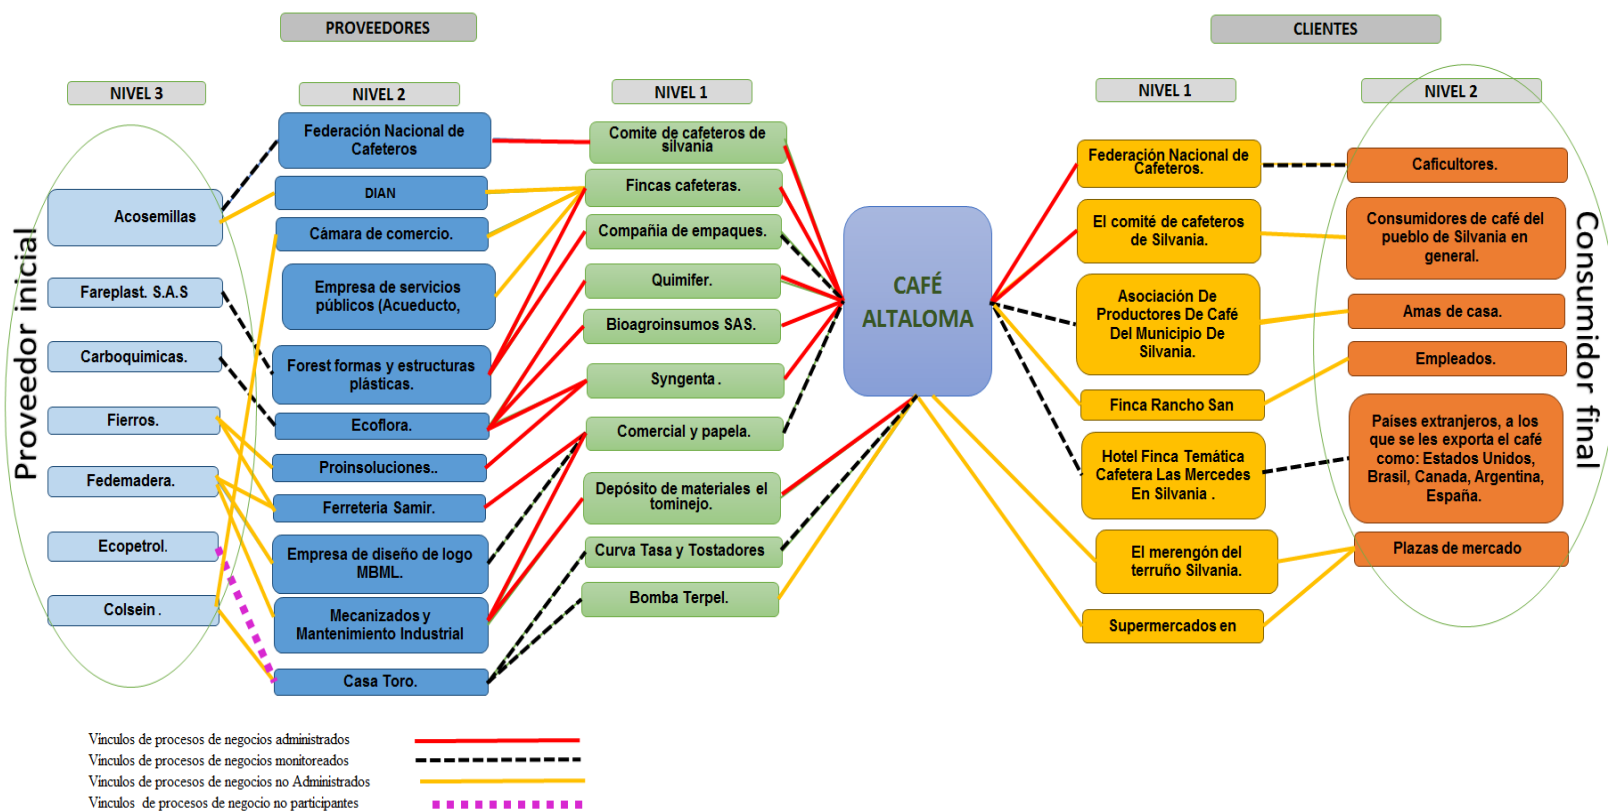 PROVEEDORES
CLIENTES
NIVEL 3
NIVEL 2
NIVEL 1
NIVEL 1
NIVEL 2
Proveedor inicial
Acosemillas
Fareplast. S.A.S
Carboquimicas.
Fierros.
Fedemadera.
Ecopetrol.
Colsein .
Federación Nacional de
Cafeteros
DIAN
Cámara de comercio.
Empresa de servicios
públicos (Acueducto,
Forest formas y estructuras
plásticas.
Ecoflora.
Proinsoluciones..
Ferreteria Samir.
Empresa de diseño de logo
MBML.
Mecanizados y
Mantenimiento Industrial
Casa Toro.
Comite de cafeteros de
silvania
Fincas cafeteras.
Compañia de empaques.
Quimifer.
Bioagroinsumos SAS.
Syngenta .
Comercial y papela.
Depósito de materiales el
tominejo.
Curva Tasa y Tostadores
Bomba Terpel.
CAFÉ
ALTALOMA
Federación Nacional de
Cafeteros.
El comité de cafeteros
de Silvania.
Asociación De
Productores De Café
Del Municipio De
Silvania.
Finca Rancho San
Hotel Finca Temática
Cafetera Las Mercedes
En Silvania .
El merengón del
terruño Silvania.
Supermercados en
Caficultores.
Consumidores de café del
pueblo de Silvania en
general.
Amas de casa.
Empleados.
Países extranjeros, a los
que se les exporta el café
como: Estados Unidos,
Brasil, Canada, Argentina,
España.
Plazas de mercado
Consumidor final
Vinculos de procesos de negocios administrados
Vinculos de procesos de negocios monitoreados
Vinculos de procesos de negocios no Administrados
Vinculos de procesos de negocio no participantes